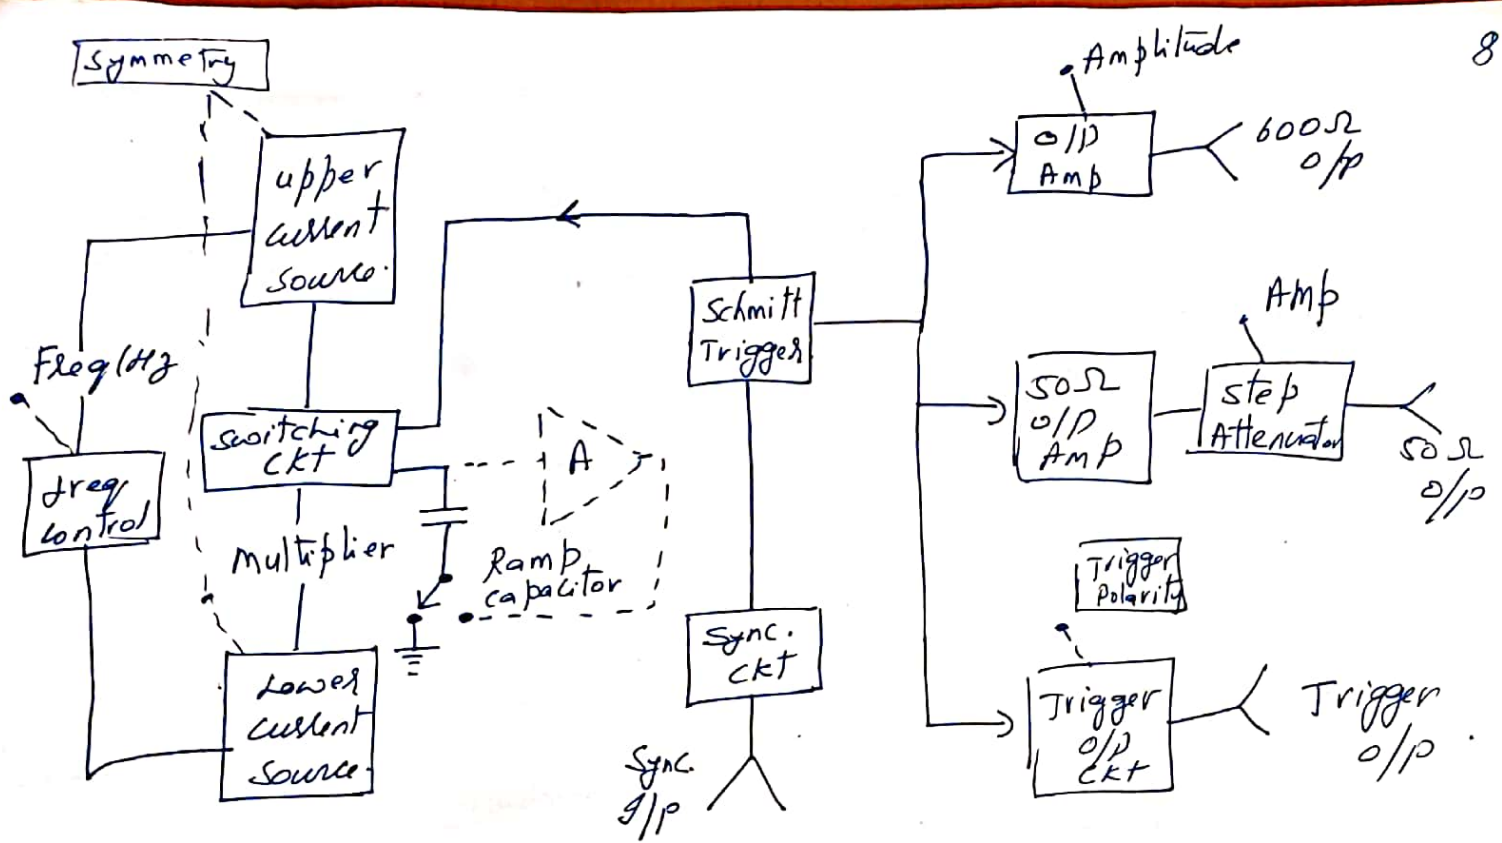 8
Symmetry
Amplitude
upper
current
source.
O/P
Amp
600Ω
O/p
Schmitt
Trigger
Amp
Freq/Hz
50Ω
O/P
Amp
Step
Attenuator
50Ω
O/p
Switching
CKT
A
freq
control
Multiplier
Ramp
capacitor
Trigger
Polarity
Sync.
CKT
Lower
current
source.
Trigger
O/P
CKT
Trigger
O/p
Sync.
I/p